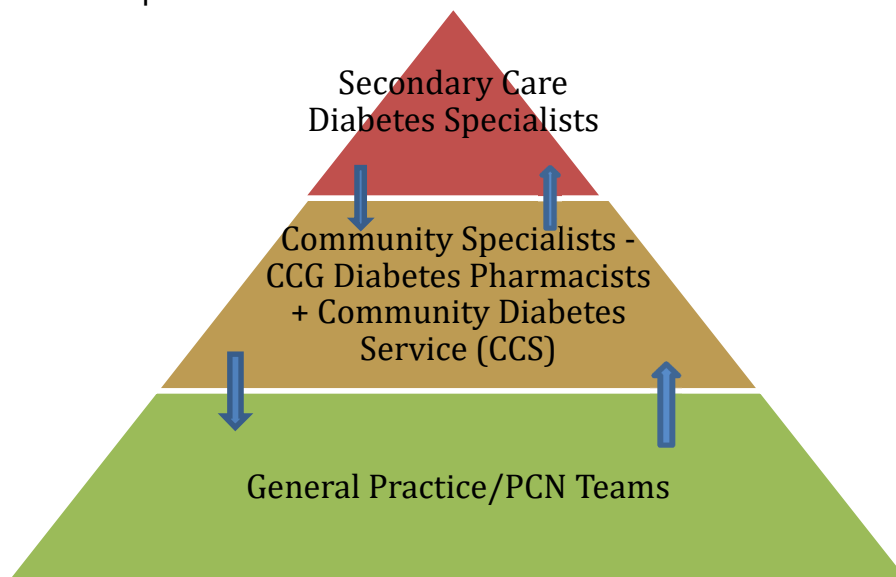 Secondary Care
Diabetes Specialists
Community Specialists -
CCG Diabetes Pharmacists
+ Community Diabetes
Service (CCS)
General Practice/PCN Teams